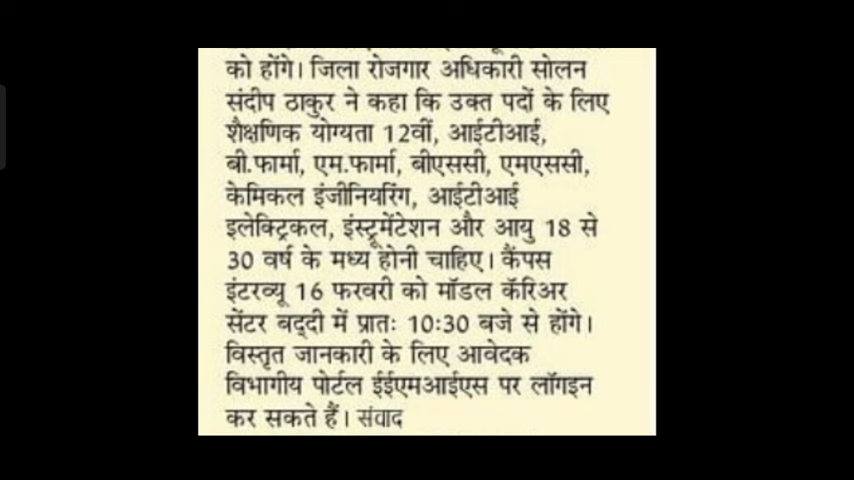 को होंगे। जिला रोजगार अधिकारी सोलन
संदीप ठाकुर ने कहा कि उक्त पदों के लिए
शैक्षणिक योग्यता 12वीं, आईटीआई,
बी.फार्मा, एम.फार्मा, बीएससी, एमएससी,
केमिकल इंजीनियरिंग, आईटीआई
इलेक्ट्रिकल, इंस्ट्रूमेंटेशन और आयु 18 से
30 वर्ष के मध्य होनी चाहिए। कैंपस
इंटरव्यू 16 फरवरी को मॉडल कॅरिअर
सेंटर बद्दी में प्रातः 10:30 बजे से होंगे।
विस्तृत जानकारी के लिए आवेदक
विभागीय पोर्टल ईईएमआईएस पर लॉगइन
कर सकते हैं। संवाद